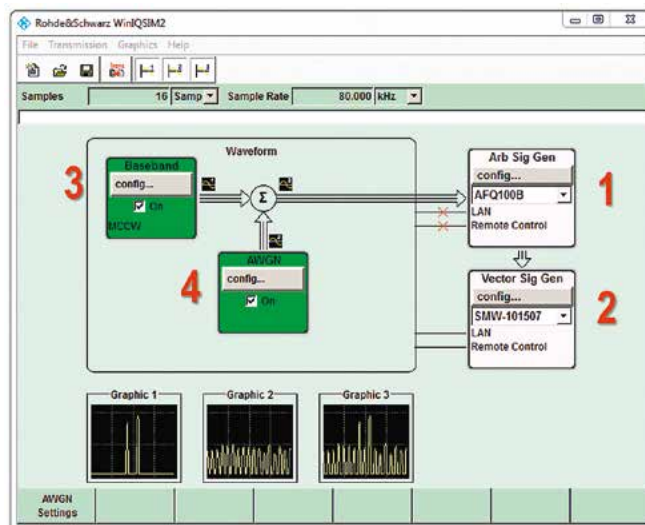 Rohde&Schwarz WinIQSIM2
File Transmission Graphics Help
Samples 16 Samp Sample Rate 80.000 kHz
Waveform
3
Baseband
config...
On
MCCW
Σ
4
AWGN
config...
On
1
Arb Sig Gen
config...
AFQ100B
LAN
Remote Control
2
Vector Sig Gen
config...
SMW-101507
LAN
Remote Control
Graphic 1 Graphic 2 Graphic 3
AWGN
Settings